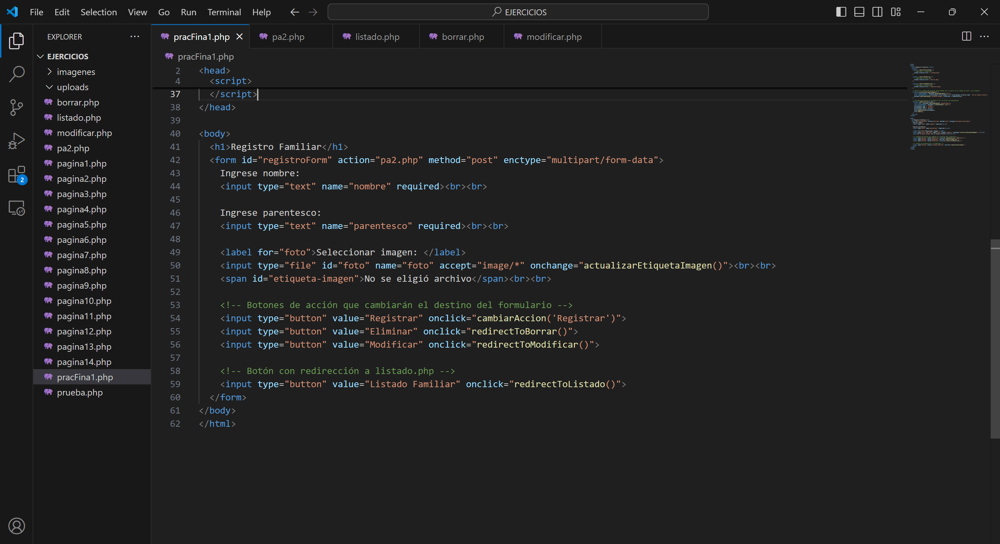 File Edit Selection View Go Run Terminal Help EJERCICIOS
EXPLORER
EJERCICIOS
imagenes
uploads
borrar.php
listado.php
modificar.php
pa2.php
pagina1.php
pagina2.php
pagina3.php
pagina4.php
pagina5.php
pagina6.php
pagina7.php
pagina8.php
pagina9.php
pagina10.php
pagina11.php
pagina12.php
pagina13.php
pagina14.php
pracFina1.php
prueba.php
2
pracFina1.php pa2.php listado.php borrar.php modificar.php
pracFina1.php
2 <head>
4 <script>
37 </script>
38 </head>
39
40 <body>
41 <h1>Registro Familiar</h1>
42 <form id="registroForm" action="pa2.php" method="post" enctype="multipart/form-data">
43 Ingrese nombre:
44 <input type="text" name="nombre" required><br><br>
45
46 Ingrese parentesco:
47 <input type="text" name="parentesco" required><br><br>
48
49 <label for="foto">Seleccionar imagen: </label>
50 <input type="file" id="foto" name="foto" accept="image/*" onchange="actualizarEtiquetaImagen()"><br><br>
51 <span id="etiqueta-imagen">No se eligió archivo</span><br><br>
52
53 <!-- Botones de acción que cambiarán el destino del formulario -->
54 <input type="button" value="Registrar" onclick="cambiarAccion('Registrar')">
55 <input type="button" value="Eliminar" onclick="redirectToBorrar()">
56 <input type="button" value="Modificar" onclick="redirectToModificar()">
57
58 <!-- Botón con redirección a listado.php -->
59 <input type="button" value="Listado Familiar" onclick="redirectToListado()">
60 </form>
61 </body>
62 </html>